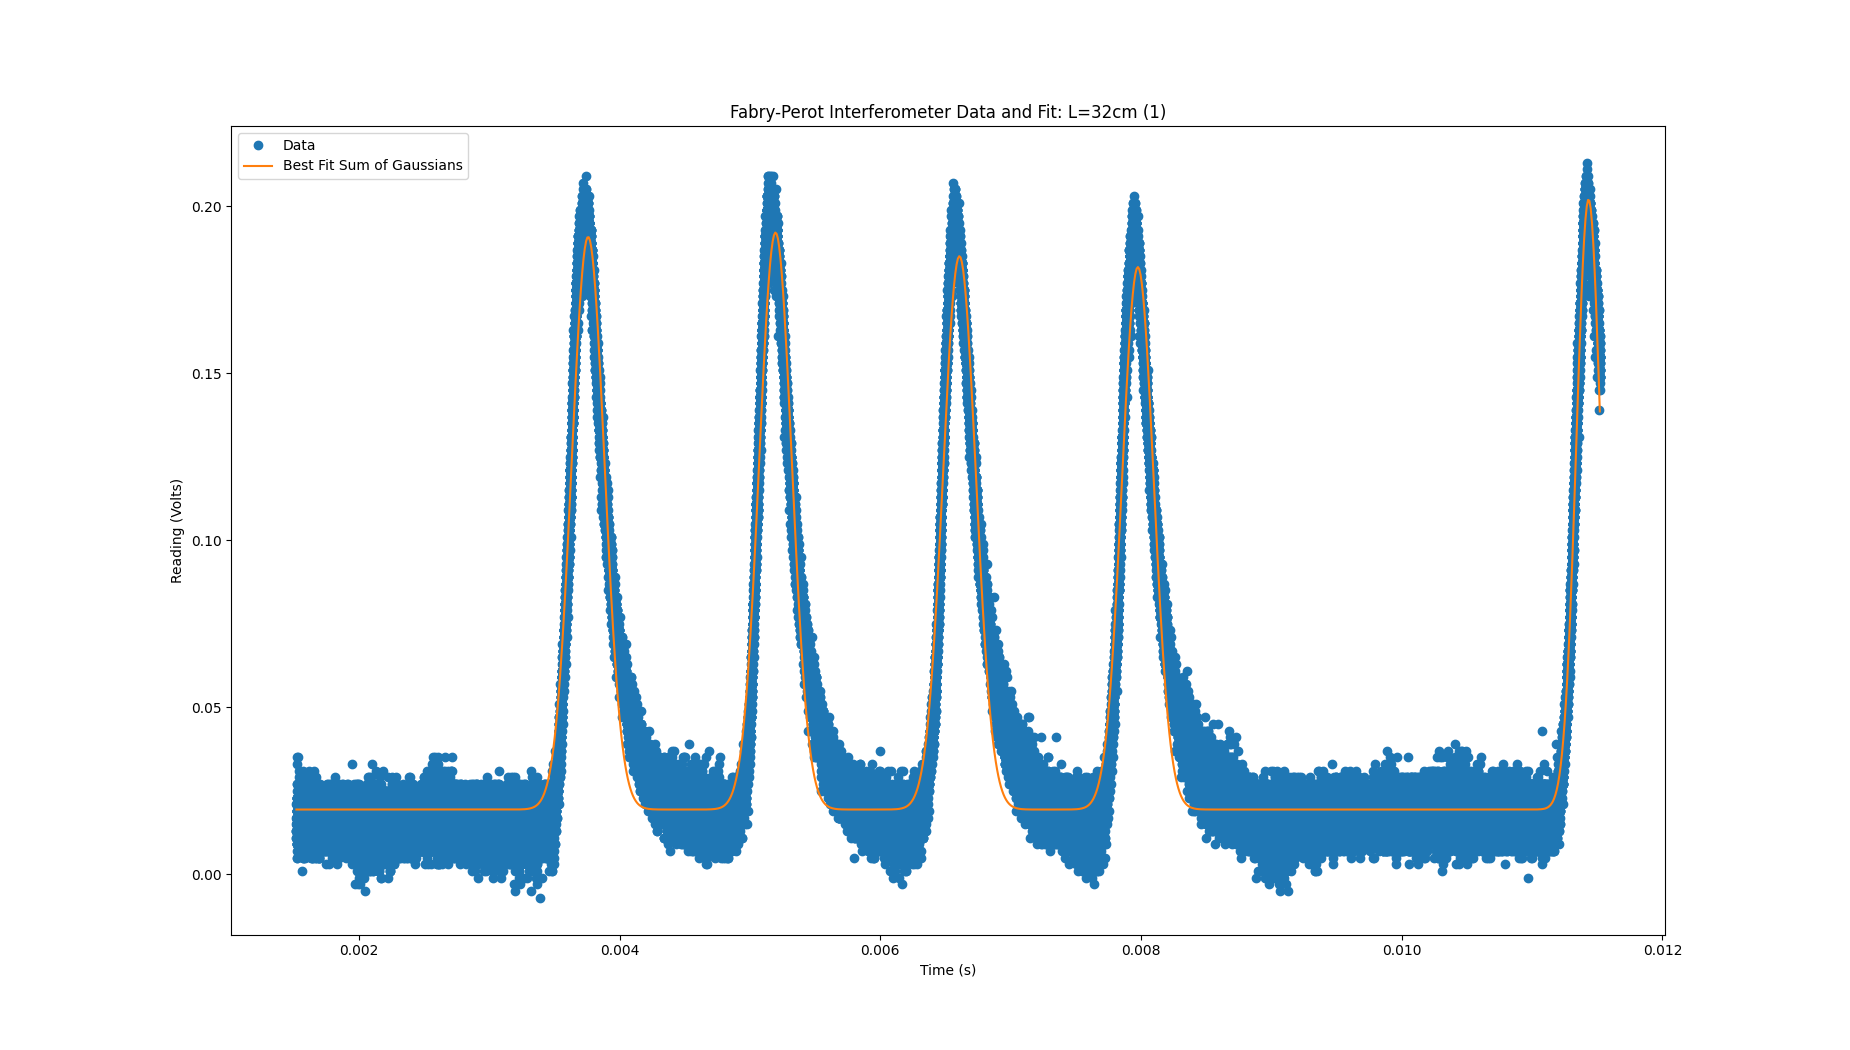 Fabry-Perot Interferometer Data and Fit: L=32cm (1)
Data
Best Fit Sum of Gaussians
0.20
0.15
0.10
0.05
0.00
Reading (Volts)
0.002
0.004
0.006
0.008
0.010
0.012
Time (s)